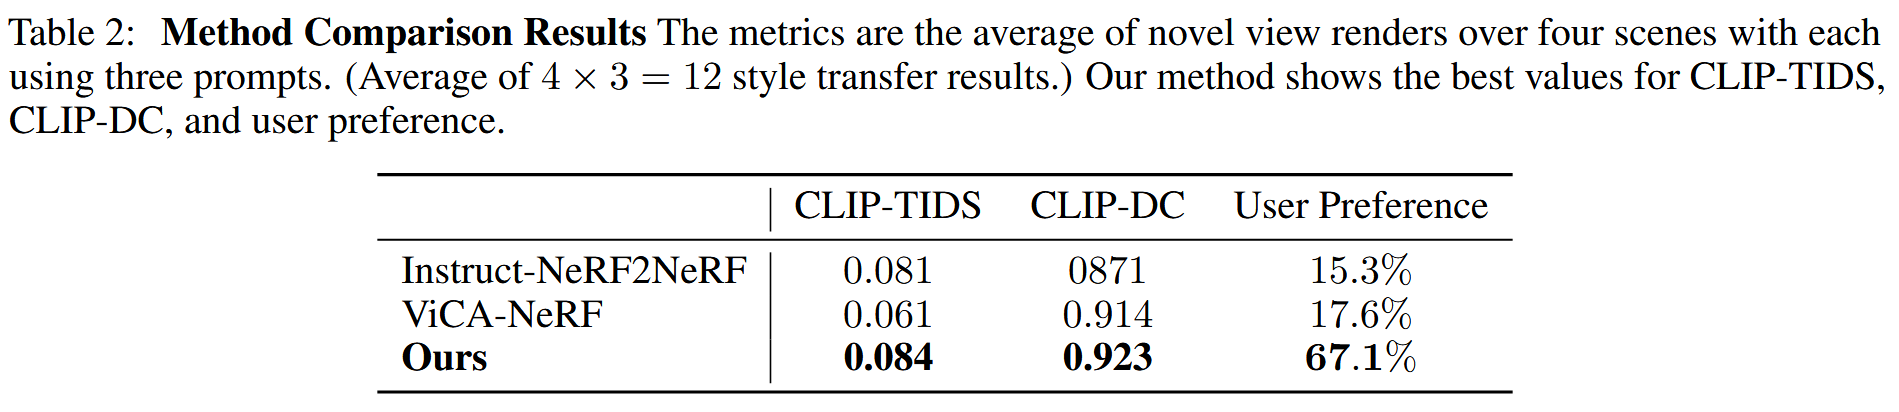 Table 2: Method Comparison Results The metrics are the average of novel view renders over four scenes with each
using three prompts. (Average of 4 × 3 = 12 style transfer results.) Our method shows the best values for CLIP-TIDS,
CLIP-DC, and user preference.
CLIP-TIDS CLIP-DC User Preference
Instruct-NeRF2NeRF 0.081 0871 15.3%
ViCA-NeRF 0.061 0.914 17.6%
Ours 0.084 0.923 67.1%